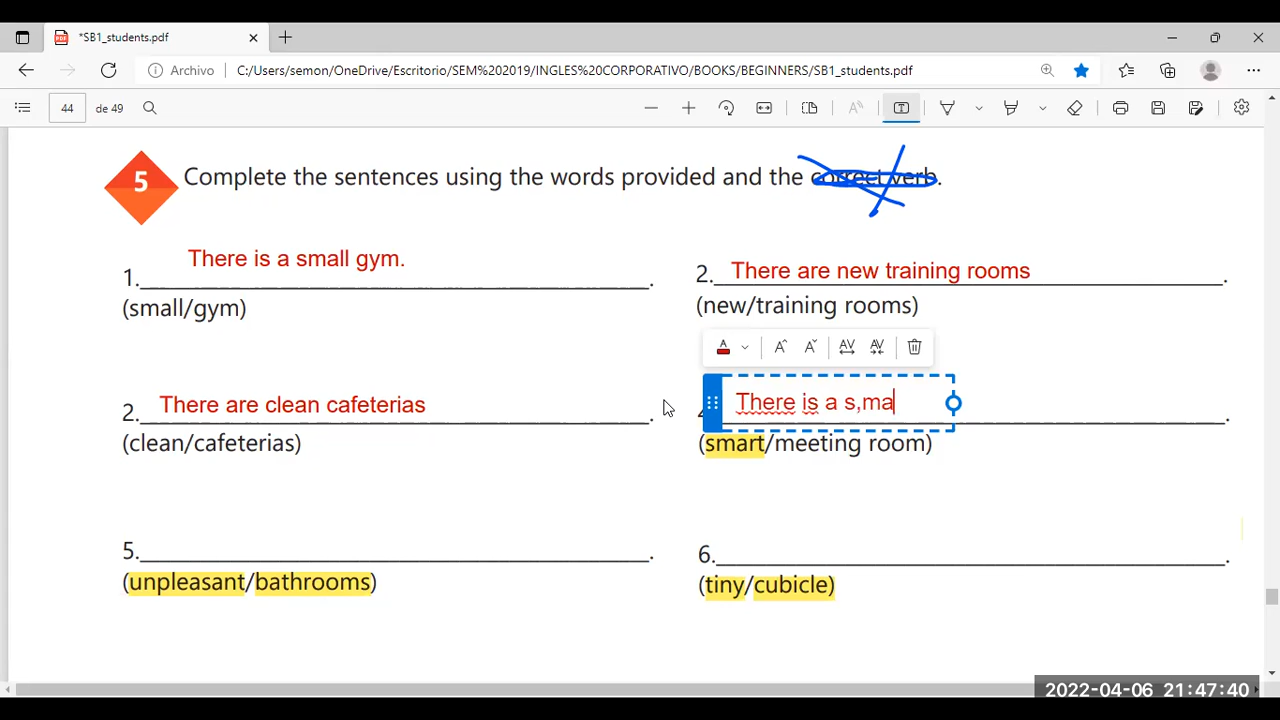 *SB1_students.pdf
Archivo C:/Users/semon/OneDrive/Escritorio/SEM%202019/INGLES%20CORPORATIVO/BOOKS/BEGINNERS/SB1_students.pdf
44 de 49
5 Complete the sentences using the words provided and the correct verb.
There is a small gym.
1.
(small/gym)
There are new training rooms
2.
(new/training rooms)
There are clean cafeterias
2.
(clean/cafeterias)
There is a s,ma
(smart/meeting room)
5.
(unpleasant/bathrooms)
6.
(tiny/cubicle)
2022-04-06 21:47:40